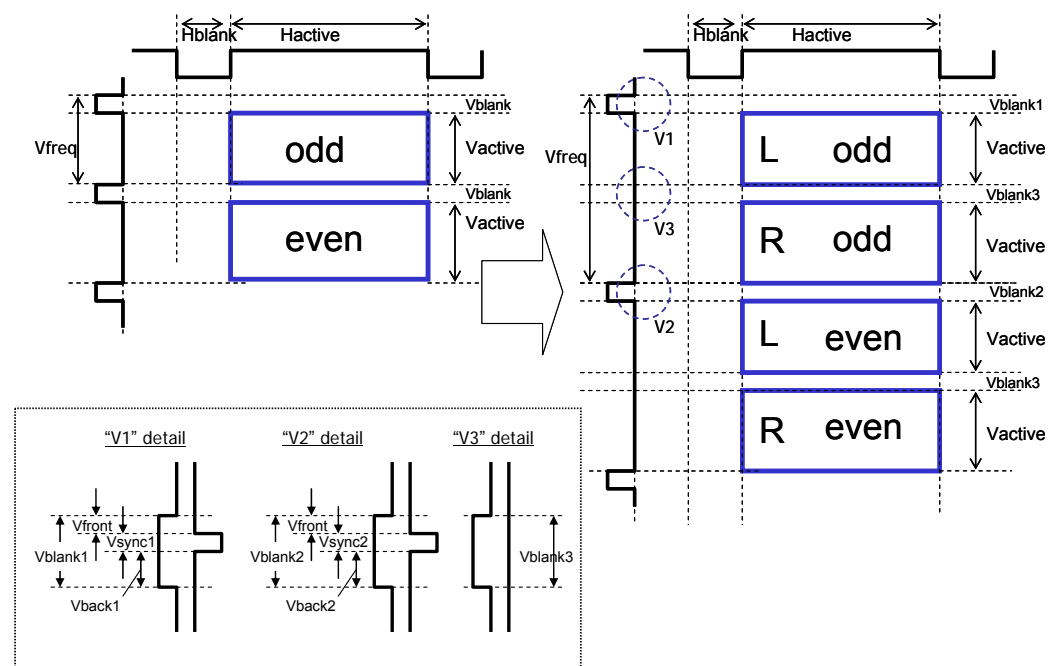 Hblank
Hactive
Vblank
Vfreq
odd
Vactive
Vblank
even
Vactive
Hblank
Hactive
Vblank1
V1
Vfreq
L odd
Vactive
Vblank3
V3
R odd
Vactive
Vblank2
V2
L even
Vactive
Vblank3
R even
Vactive
"V1" detail
"V2" detail
"V3" detail
Vfront
Vsync1
Vblank1
Vback1
Vfront
Vsync2
Vblank2
Vback2
Vblank3